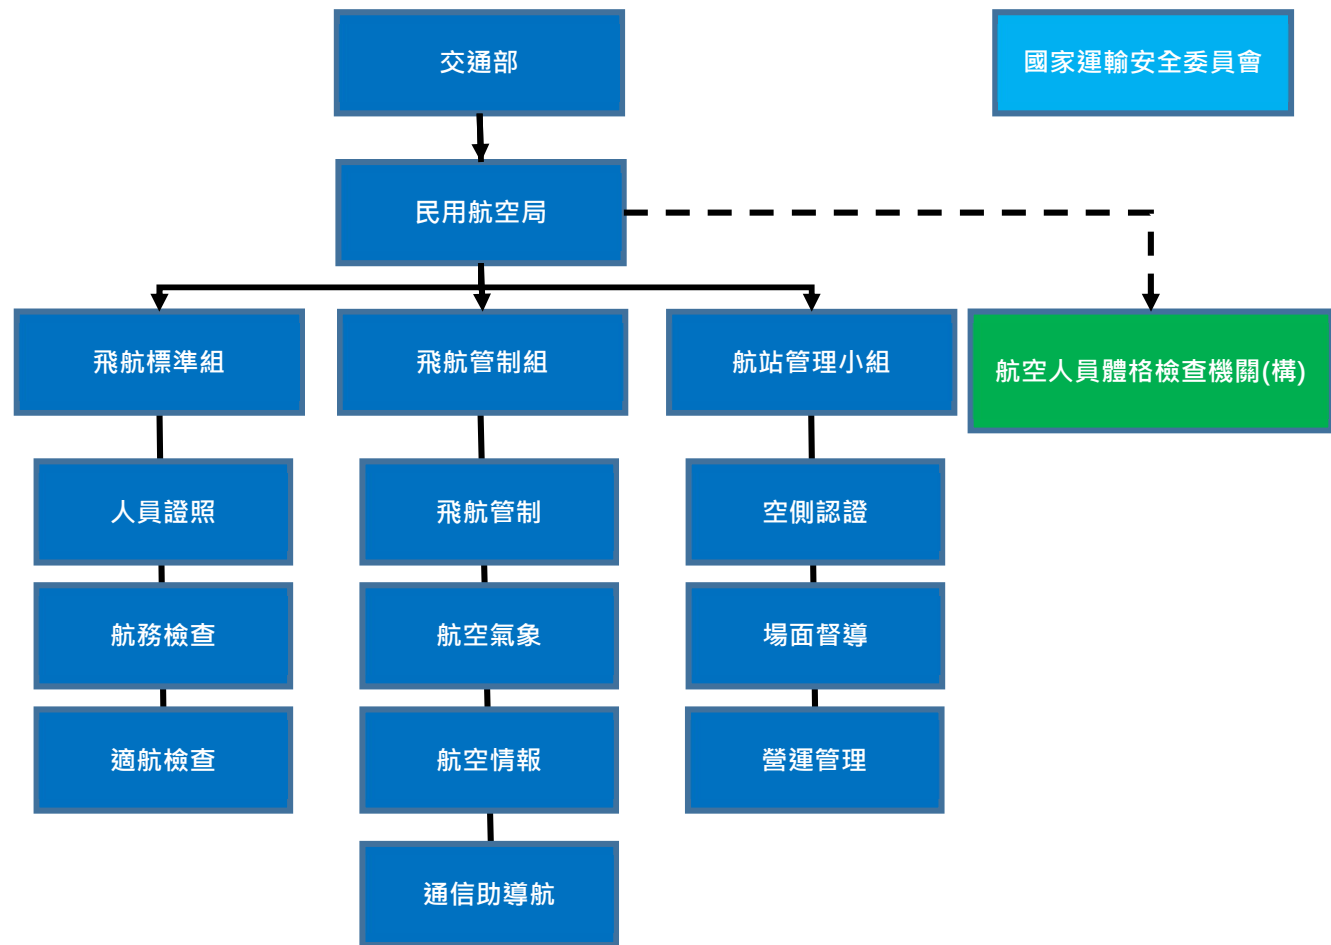 交通部
國家運輸安全委員會
民用航空局
飛航標準組
飛航管制組
航站管理小組
航空人員體格檢查機關(構)
人員證照
飛航管制
空側認證
航務檢查
航空氣象
場面督導
適航檢查
航空情報
營運管理
通信助導航